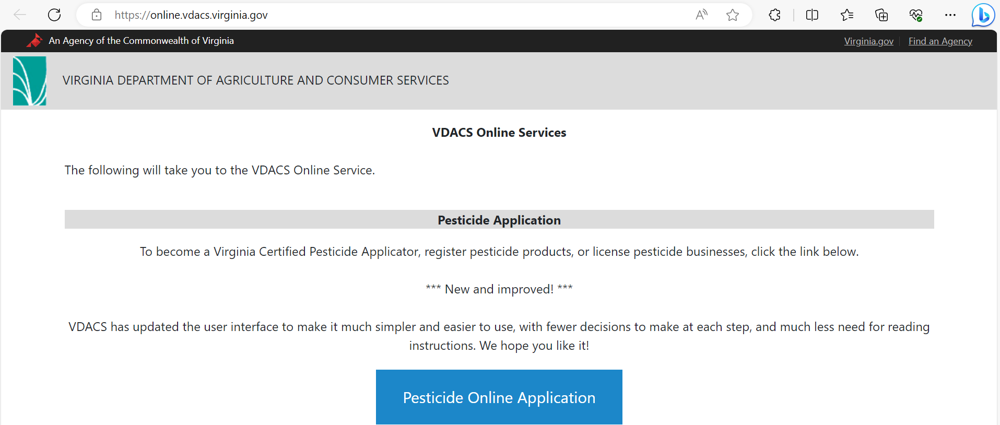 https://online.vdacs.virginia.gov
An Agency of the Commonwealth of Virginia
Virginia.gov
Find an Agency
VIRGINIA DEPARTMENT OF AGRICULTURE AND CONSUMER SERVICES
VDACS Online Services
The following will take you to the VDACS Online Service.
Pesticide Application
To become a Virginia Certified Pesticide Applicator, register pesticide products, or license pesticide businesses, click the link below.
*** New and improved! ***
VDACS has updated the user interface to make it much simpler and easier to use, with fewer decisions to make at each step, and much less need for reading
instructions. We hope you like it!
Pesticide Online Application